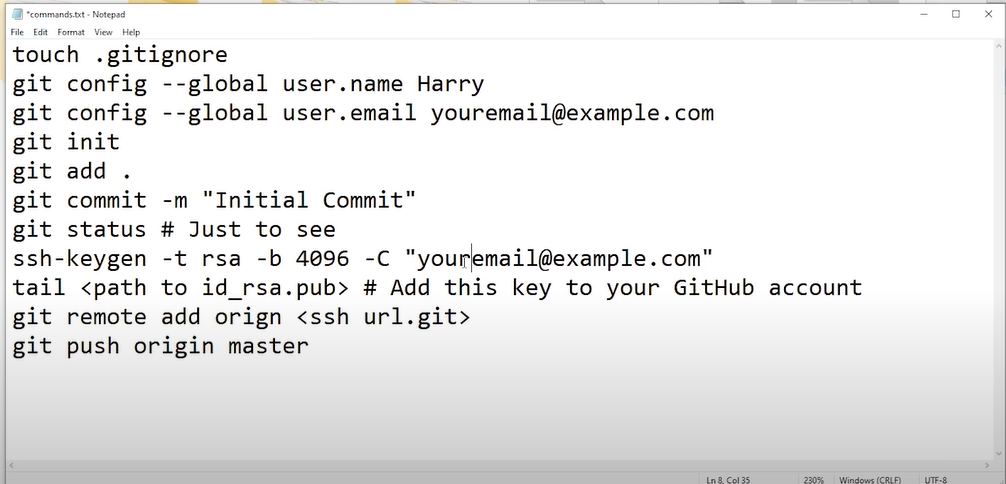 *commands.txt - Notepad
File Edit Format View Help
touch .gitignore
git config --global user.name Harry
git config --global user.email youremail@example.com
git init
git add .
git commit -m "Initial Commit"
git status # Just to see
ssh-keygen -t rsa -b 4096 -C "youremail@example.com"
tail <path to id_rsa.pub> # Add this key to your GitHub account
git remote add orign <ssh url.git>
git push origin master
Ln 8, Col 35 230% Windows (CRLF) UTF-8